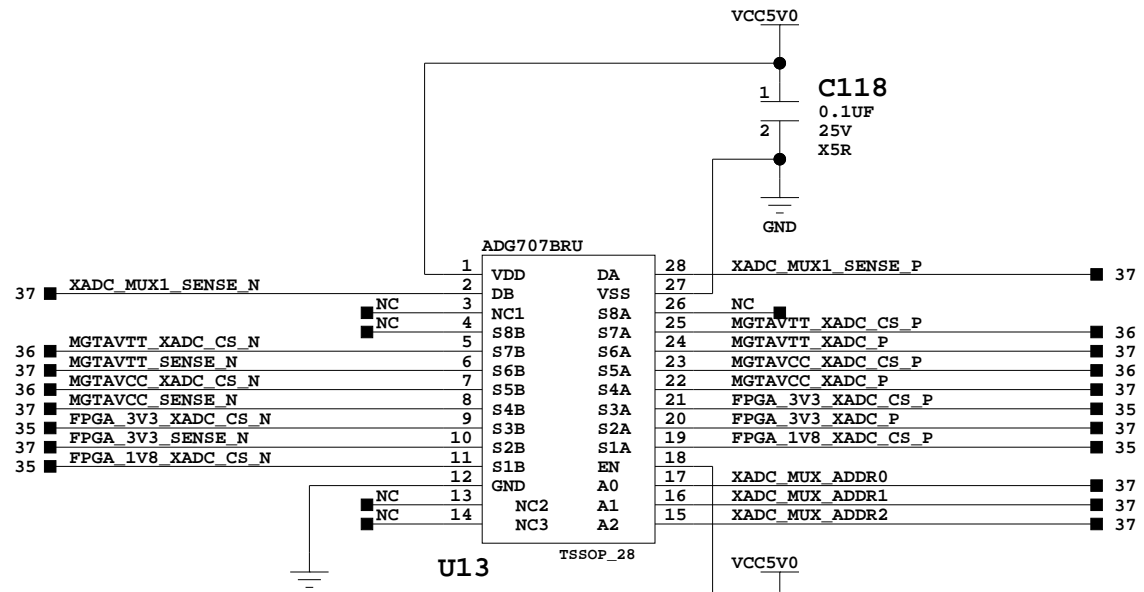 VCC5V0
C118
1
0.1UF
2
25V
X5R
GND
ADG707BRU
1 VDD DA 28 XADC_MUX1_SENSE_P 37
37 XADC_MUX1_SENSE_N 2 DB VSS 27
NC 3 NC1 S8A 26 NC
NC 4 S8B S7A 25 MGTAVTT_XADC_CS_P 36
36 MGTAVTT_XADC_CS_N 5 S7B S6A 24 MGTAVTT_XADC_P 37
37 MGTAVTT_SENSE_N 6 S6B S5A 23 MGTAVCC_XADC_CS_P 36
36 MGTAVCC_XADC_CS_N 7 S5B S4A 22 MGTAVCC_XADC_P 37
37 MGTAVCC_SENSE_N 8 S4B S3A 21 FPGA_3V3_XADC_CS_P 35
35 FPGA_3V3_XADC_CS_N 9 S3B S2A 20 FPGA_3V3_XADC_P 37
37 FPGA_3V3_SENSE_N 10 S2B S1A 19 FPGA_1V8_XADC_CS_P 35
35 FPGA_1V8_XADC_CS_N 11 S1B EN 18
12 GND A0 17 XADC_MUX_ADDR0 37
NC 13 NC2 A1 16 XADC_MUX_ADDR1 37
NC 14 NC3 A2 15 XADC_MUX_ADDR2 37
TSSOP_28
U13
VCC5V0